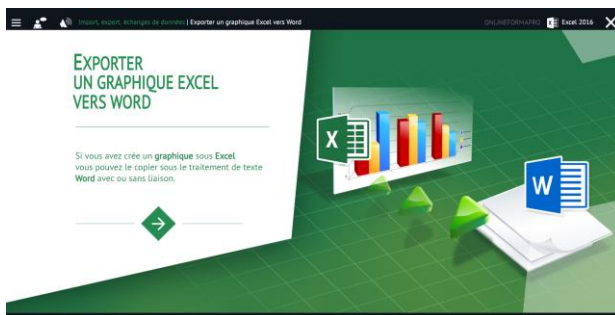 Import, export, échanges de données | Exporter un graphique Excel vers Word
ONLINEFORMAPRO
Excel 2016
EXPORTER
UN GRAPHIQUE EXCEL
VERS WORD
Si vous avez crée un graphique sous Excel
vous pouvez le copier sous le traitement de texte
Word avec ou sans liaison.
X
W